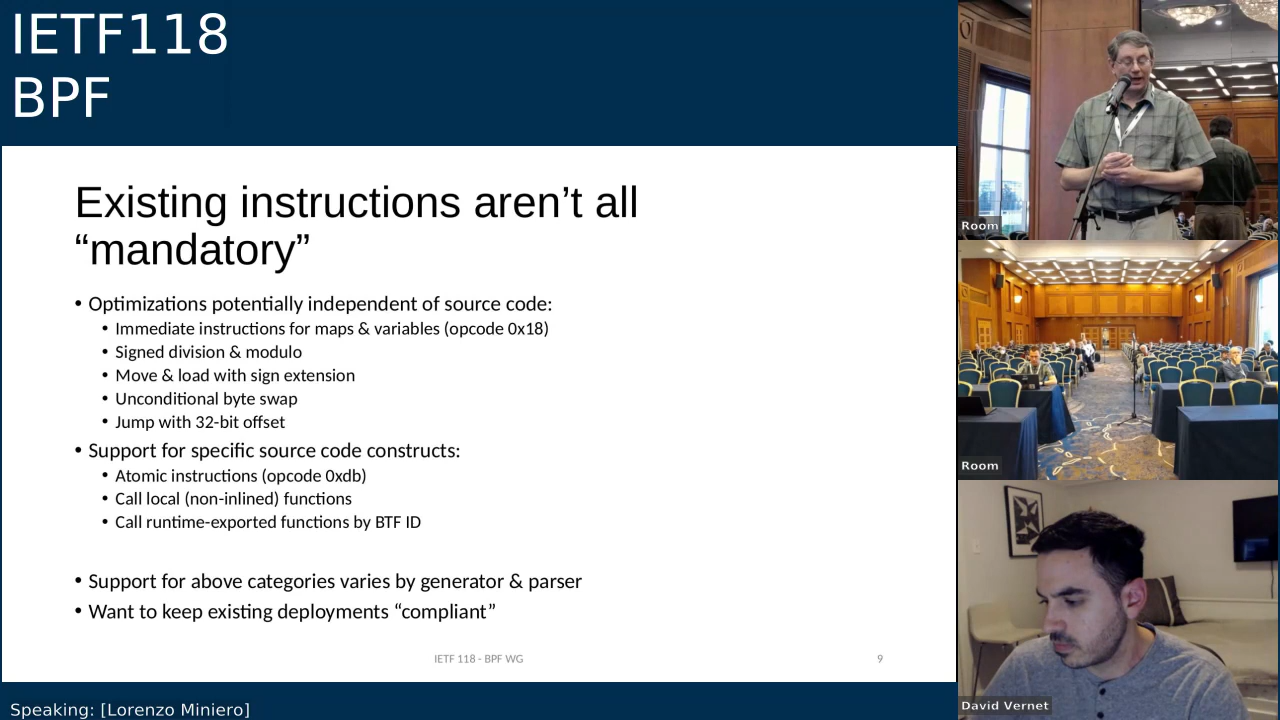 IETF118
BPF
Existing instructions aren’t all
“mandatory”
• Optimizations potentially independent of source code:
• Immediate instructions for maps & variables (opcode 0x18)
• Signed division & modulo
• Move & load with sign extension
• Unconditional byte swap
• Jump with 32-bit offset
• Support for specific source code constructs:
• Atomic instructions (opcode 0xdb)
• Call local (non-inlined) functions
• Call runtime-exported functions by BTF ID
• Support for above categories varies by generator & parser
• Want to keep existing deployments “compliant”
IETF 118 - BPF WG
9
Speaking: [Lorenzo Miniero]
Room
Room
David Vernet